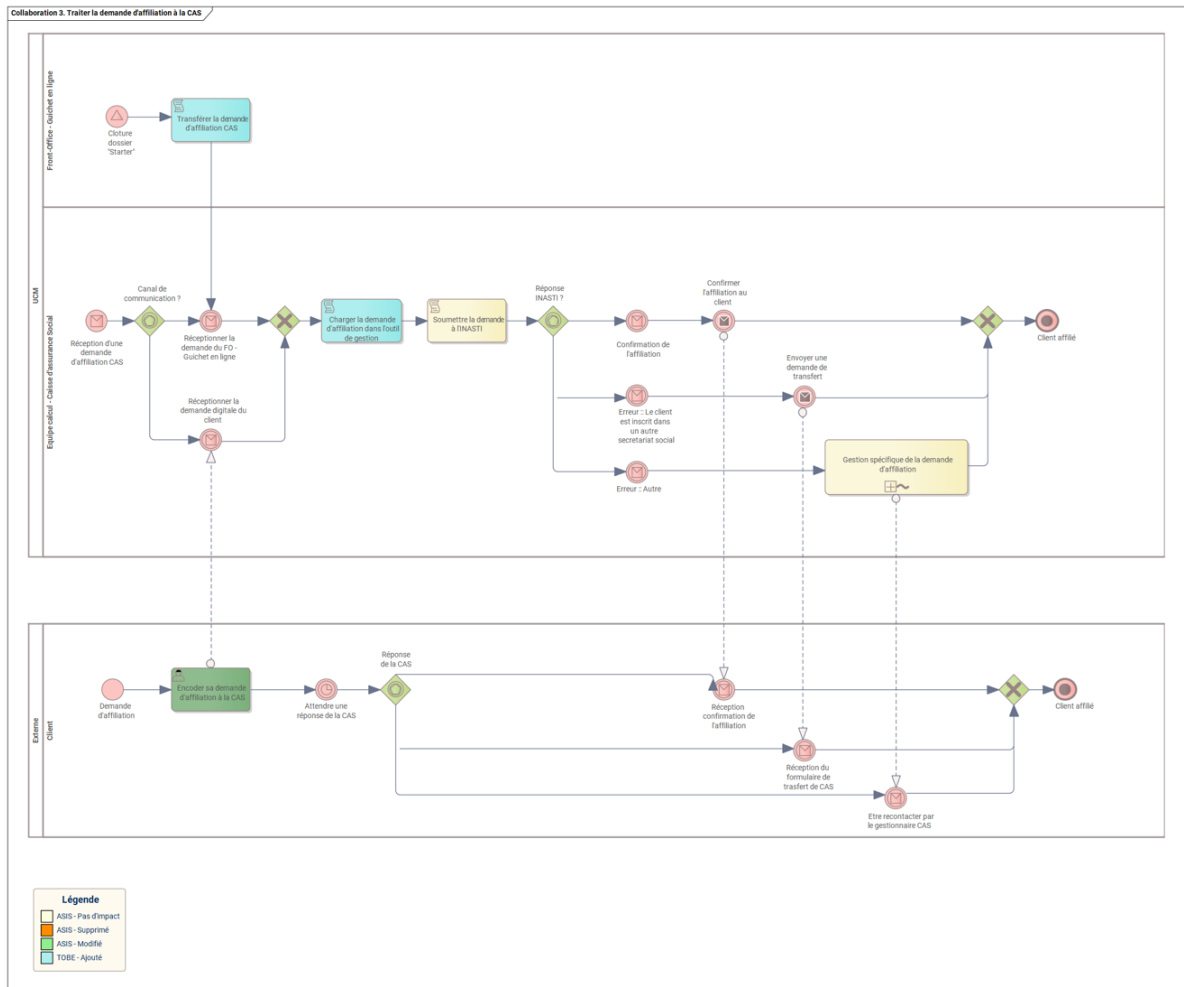 Collaboration 3. Traiter la demande d'affiliation à la CAS
UCM
Front-Office - Guichet en ligne
Cloture
dossier
"Starter"
Transférer la demande
d'affiliation CAS
Equipe calcul - Caisse d'assurance Social
Réception d'une
demande
d'affiliation CAS
Canal de
communication ?
Réceptionner la
demande du FO -
Guichet en ligne
Réceptionner la
demande digitale du
client
Charger la demande
d'affiliation dans l'outil
de gestion
Soumettre la demande
à l'INASTI
Réponse
INASTI ?
Confirmation de
l'affiliation
Confirmer
l'affiliation au
client
Erreur : Le client
est inscrit dans
un autre
secretariat social
Envoyer une
demande de
transfert
Erreur : Autre
Gestion spécifique de la demande
d'affiliation
Client affilié
Externe
Client
Demande
d'affiliation
Encoder sa demande
d'affiliation à la CAS
Attendre une
réponse de la CAS
Réponse
de la CAS
Réception
confirmation de
l'affiliation
Réception du
formulaire de
trasfert de CAS
Etre recontacter par
le gestionnaire CAS
Client affilié
Légende
ASIS - Pas d'impact
ASIS - Supprimé
ASIS - Modifié
TOBE - Ajouté